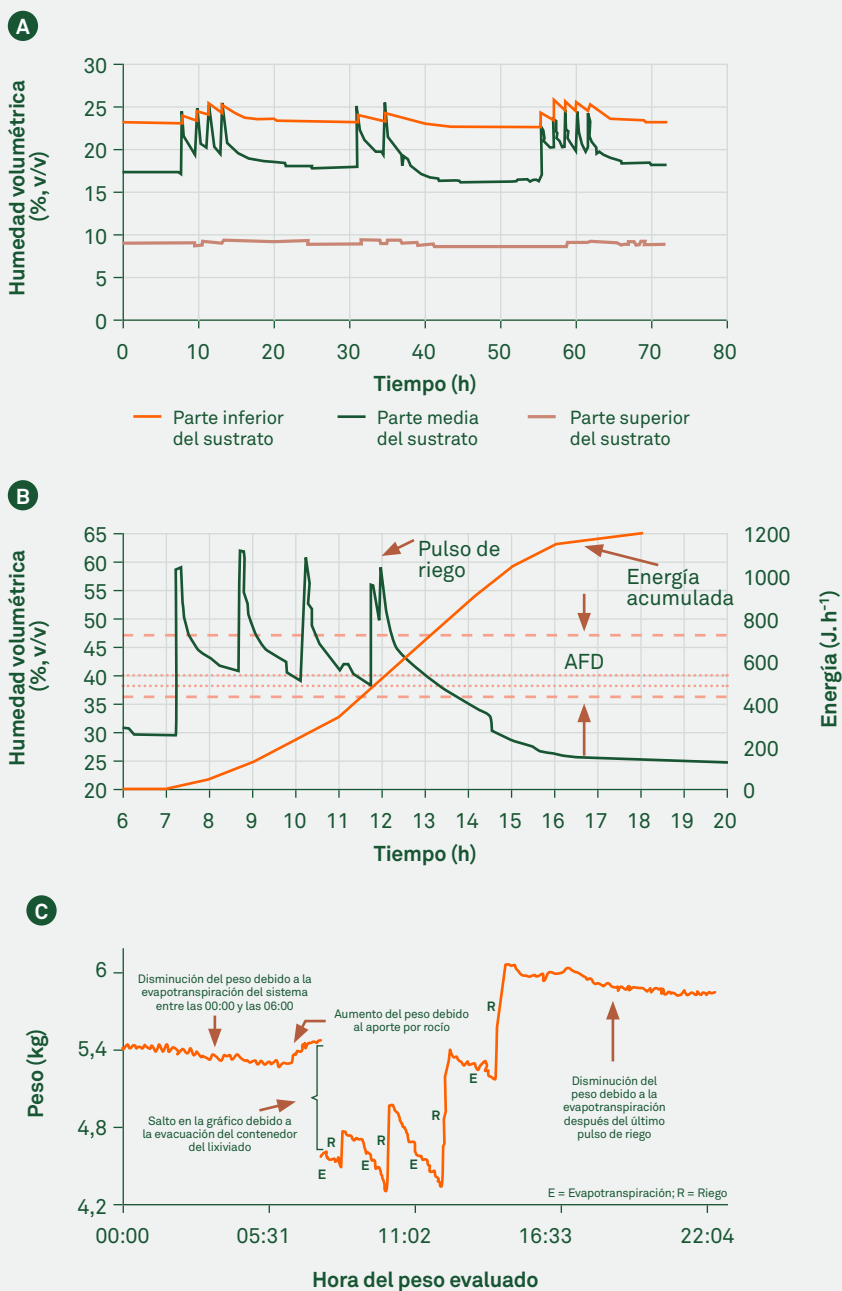 A
Humedad volumétrica
(%, v/v)
30
25
20
15
10
5
0
0 10 20 30 40 50 60 70 80
Tiempo (h)
Parte inferior
del sustrato
Parte media
del sustrato
Parte superior
del sustrato
B
Humedad volumétrica
(%, v/v)
65
60
55
50
45
40
35
30
25
20
Pulso de
riego
Energía
acumulada
AFD
1200
1000
800
600
400
200
0
Energía (J. h⁻¹)
6 7 8 9 10 11 12 13 14 15 16 17 18 19 20
Tiempo (h)
C
Peso (kg)
6
5,4
4,8
4,2
Disminución del peso debido a la
evapotranspiración del sistema
entre las 00:00 y las 06:00
Aumento del peso debido
al aporte por rocío
Salto en la gráfico debido a
la evacuación del contenedor
del lixiviado
E
R
E
R
E
R
E
R
Disminución del
peso debido a la
evapotranspiración
después del último
pulso de riego
E = Evapotranspiración; R = Riego
00:00 05:31 11:02 16:33 22:04
Hora del peso evaluado